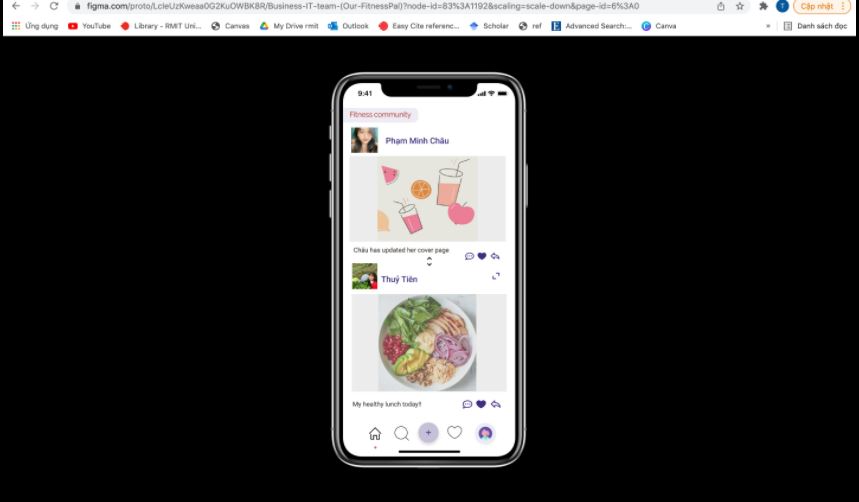 figma.com/proto/LcleUzKweaa0G2KuOWBK8R/Business-IT-team-(Our-FitnessPal)?node-id=83%3A1192&scaling=scale-down&page-id=6%3A0
Cập nhật
Ứng dụng YouTube Library - RMIT Uni... Canvas My Drive rmit Outlook Easy Cite referenc... Scholar ref Advanced Search:... Canva » Danh sách đọc
9:41
Fitness community
Phạm Minh Châu
Châu has updated her cover page
Thuỷ Tiên
My healthy lunch today!!